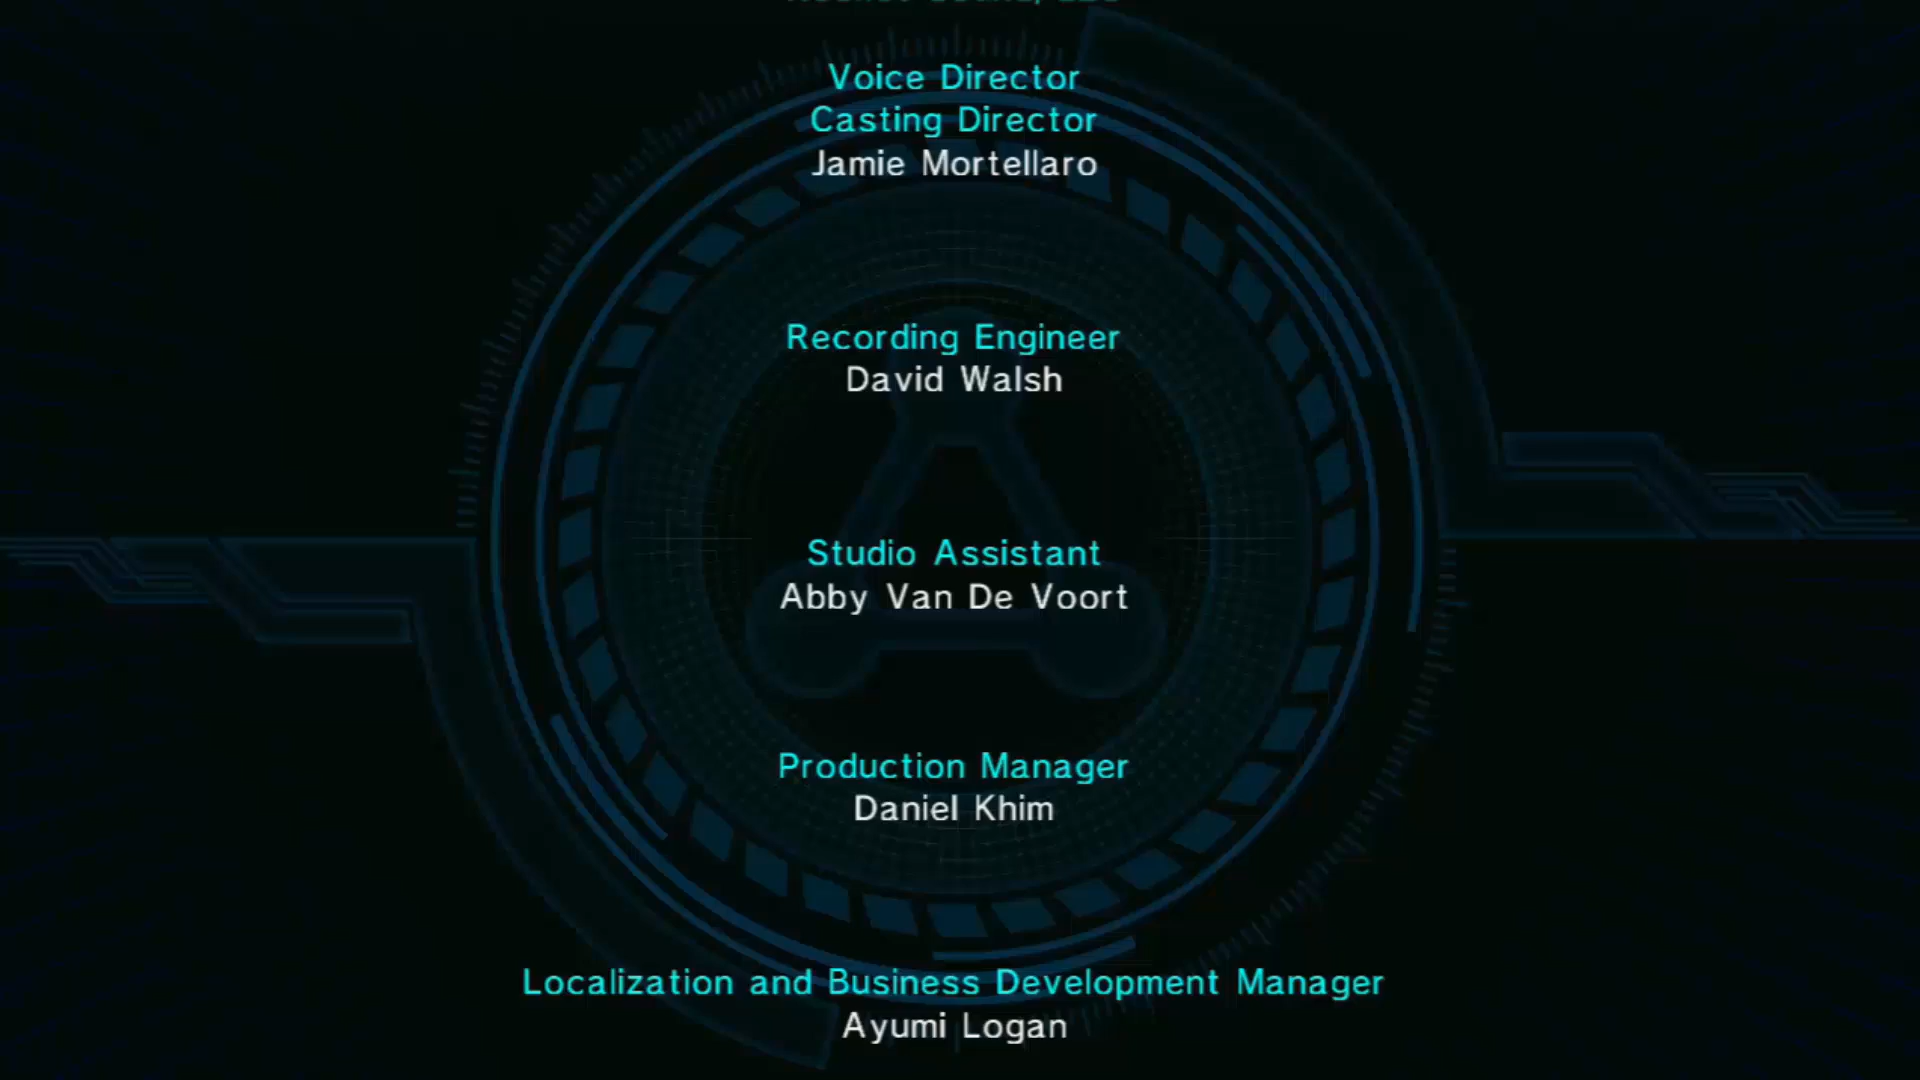 Voice Director
Casting Director
Jamie Mortellaro
Recording Engineer
David Walsh
Studio Assistant
Abby Van De Voort
Production Manager
Daniel Khim
Localization and Business Development Manager
Ayumi Logan